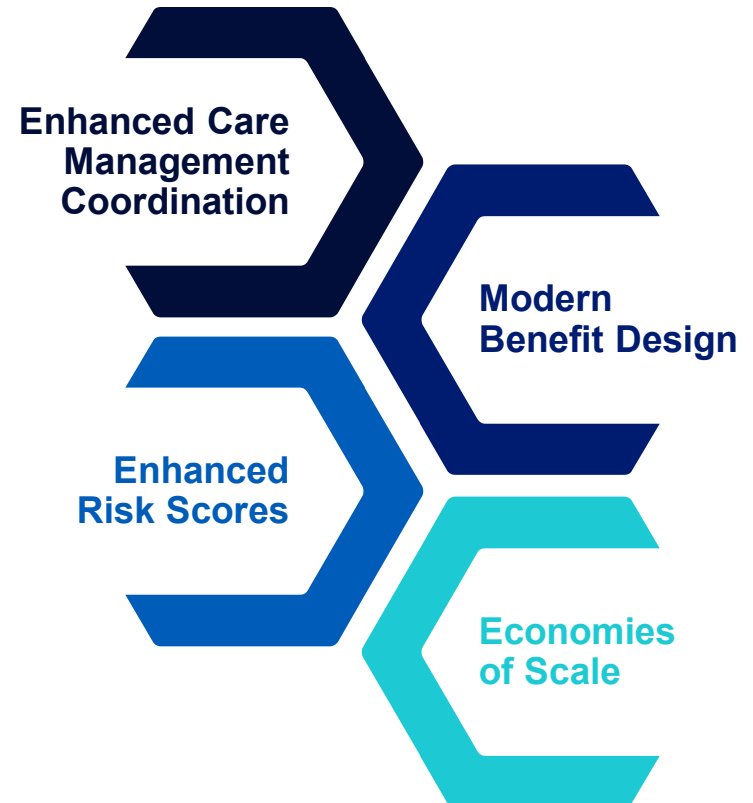 Enhanced Care
Management
Coordination
Modern
Benefit Design
Enhanced
Risk Scores
Economies
of Scale